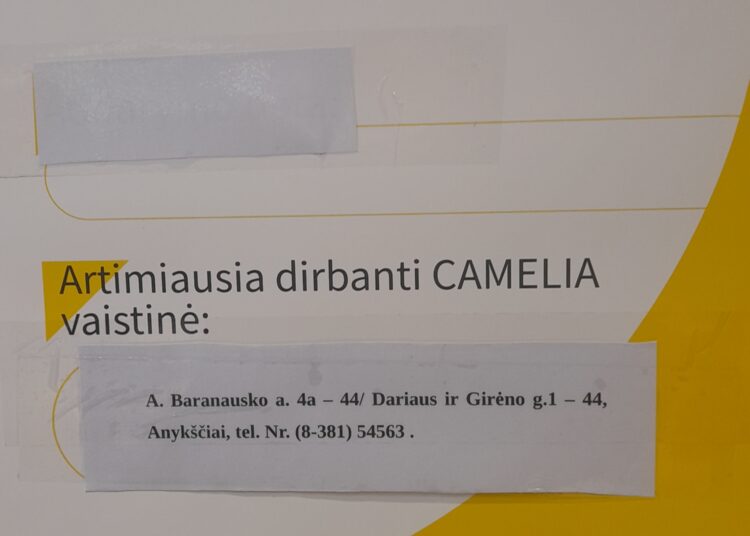 Artimiausia dirbanti CAMELIA
vaistinė:
A. Baranausko a. 4a – 44/ Dariaus ir Girėno g.1 – 44,
Anykščiai, tel. Nr. (8-381) 54563 .